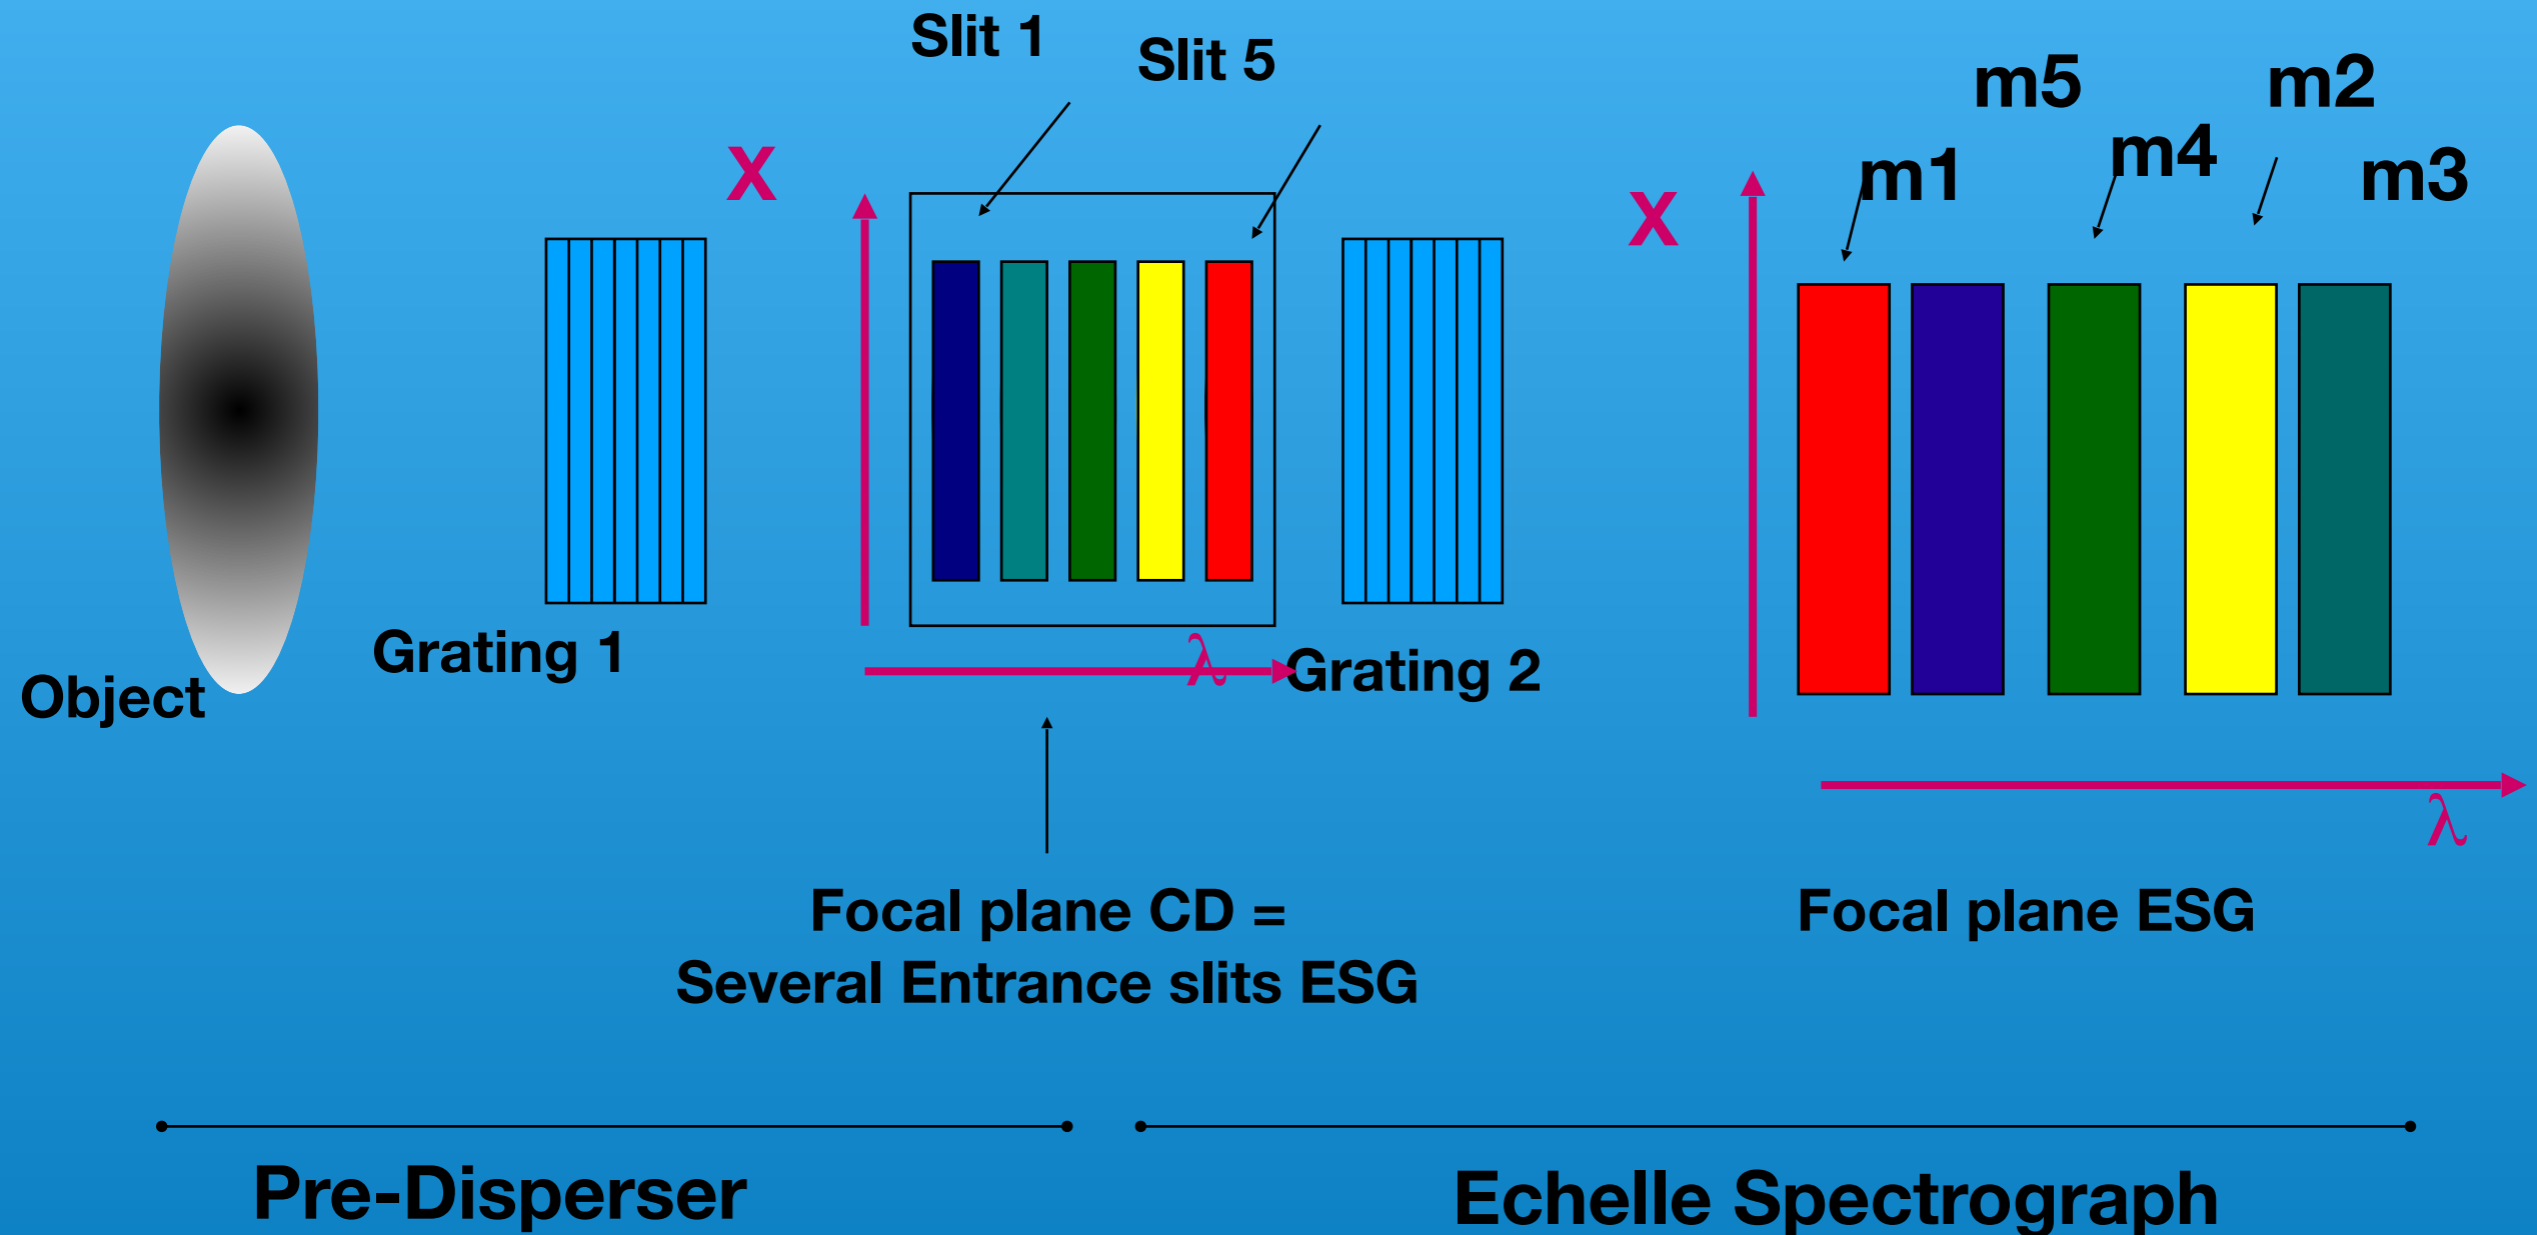 Slit 1
Slit 5
m5
m2
m4
m1
m3
X
X
Grating 1
λ
Grating 2
Object
λ
Focal plane CD =
Several Entrance slits ESG
Focal plane ESG
Pre-Disperser
Echelle Spectrograph